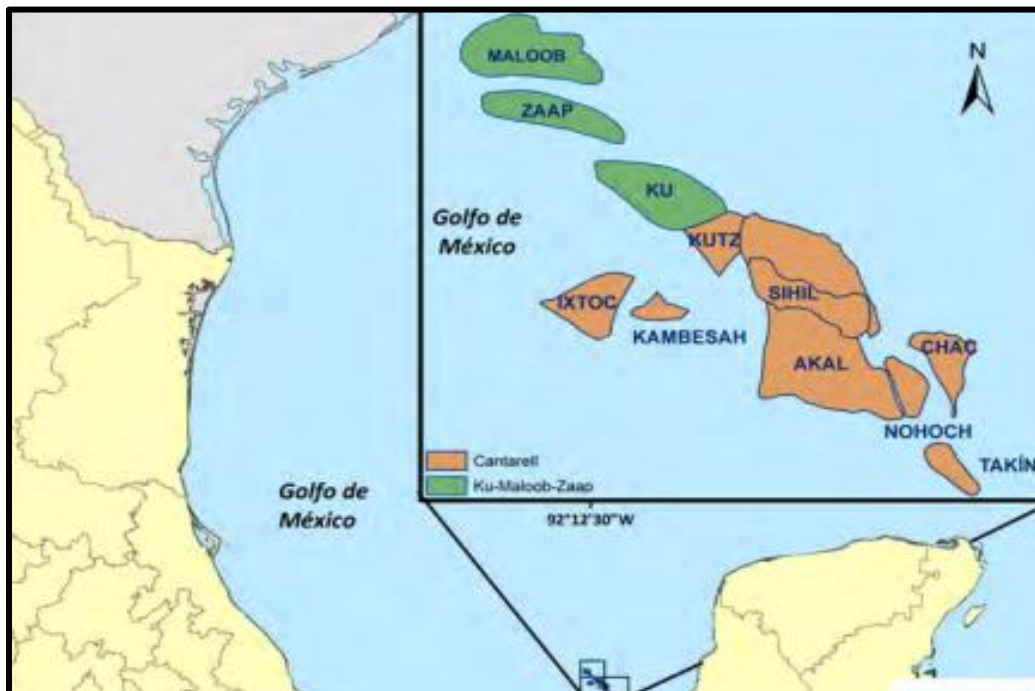 MALOOB
N
ZAAP
KU
Golfo de
México
KUTZ
SIHIL
IXTOC
KAMBESAH
CHAC
AKAL
NOHOCH
TAKÍN
Cantarell
Ku-Maloob-Zaap
Golfo de
México
92°12'30"W